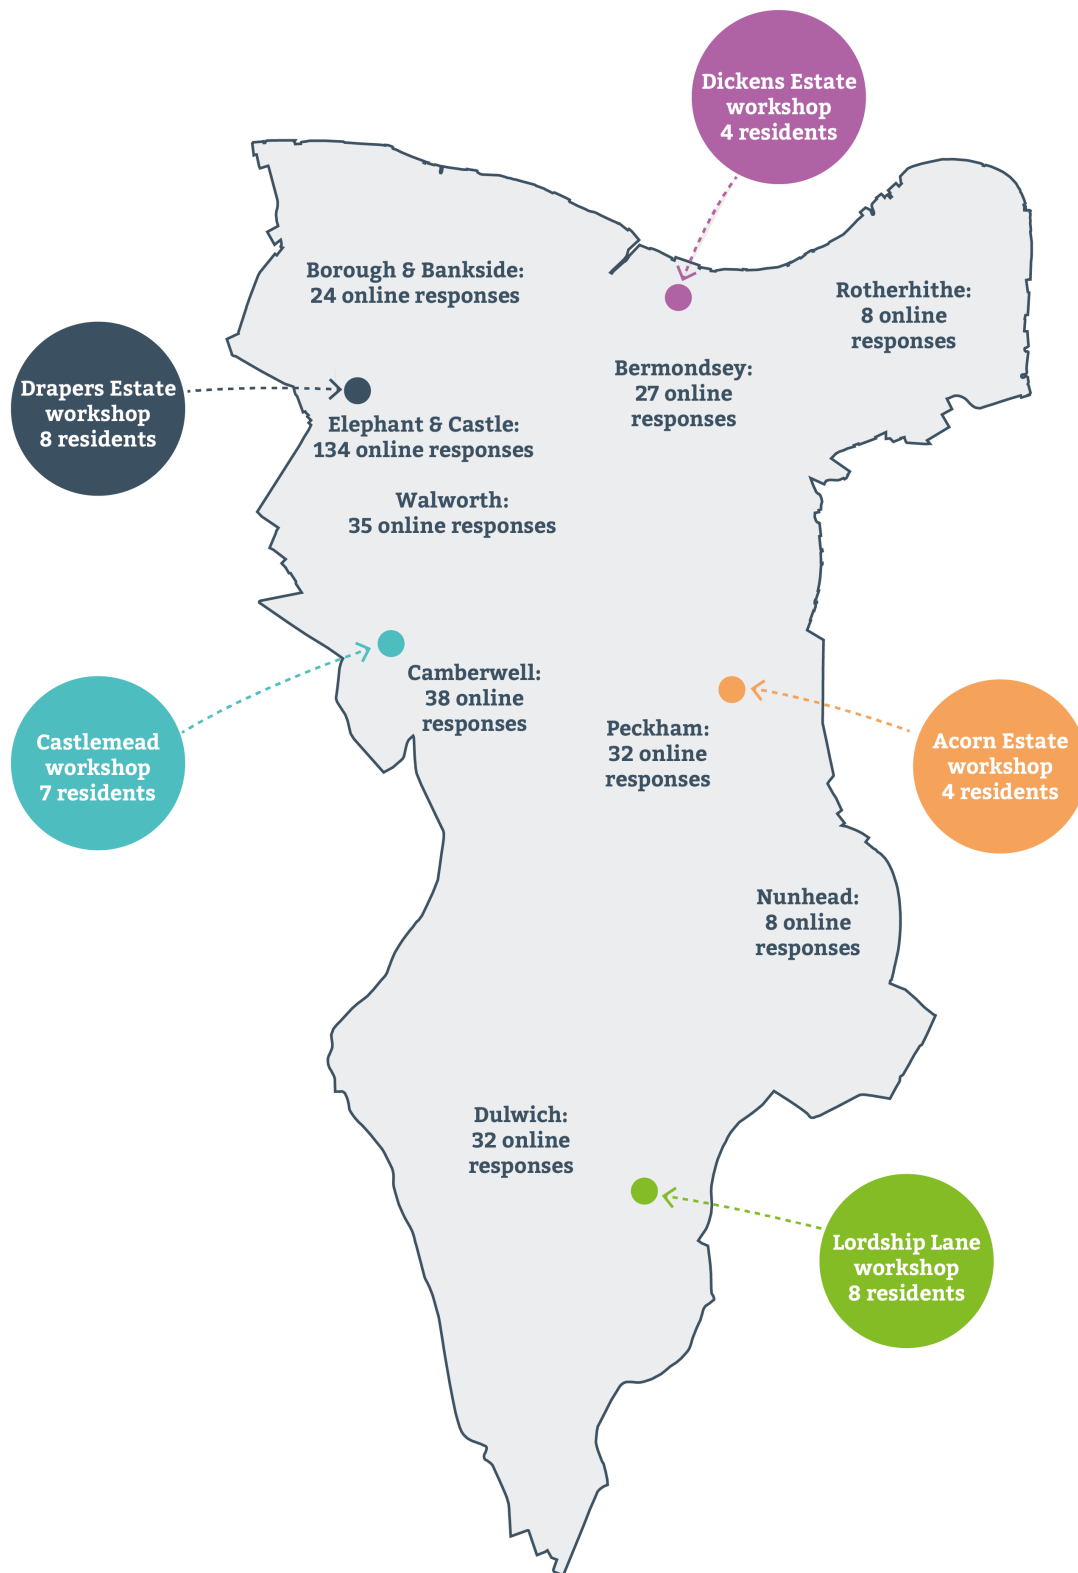 Dickens Estate
workshop
4 residents
Borough & Bankside:
24 online responses
Rotherhithe:
8 online
responses
Drapers Estate
workshop
8 residents
Bermondsey:
27 online
responses
Elephant & Castle:
134 online responses
Walworth:
35 online responses
Camberwell:
38 online
responses
Castlemead
workshop
7 residents
Peckham:
32 online
responses
Acorn Estate
workshop
4 residents
Nunhead:
8 online
responses
Dulwich:
32 online
responses
Lordship Lane
workshop
8 residents